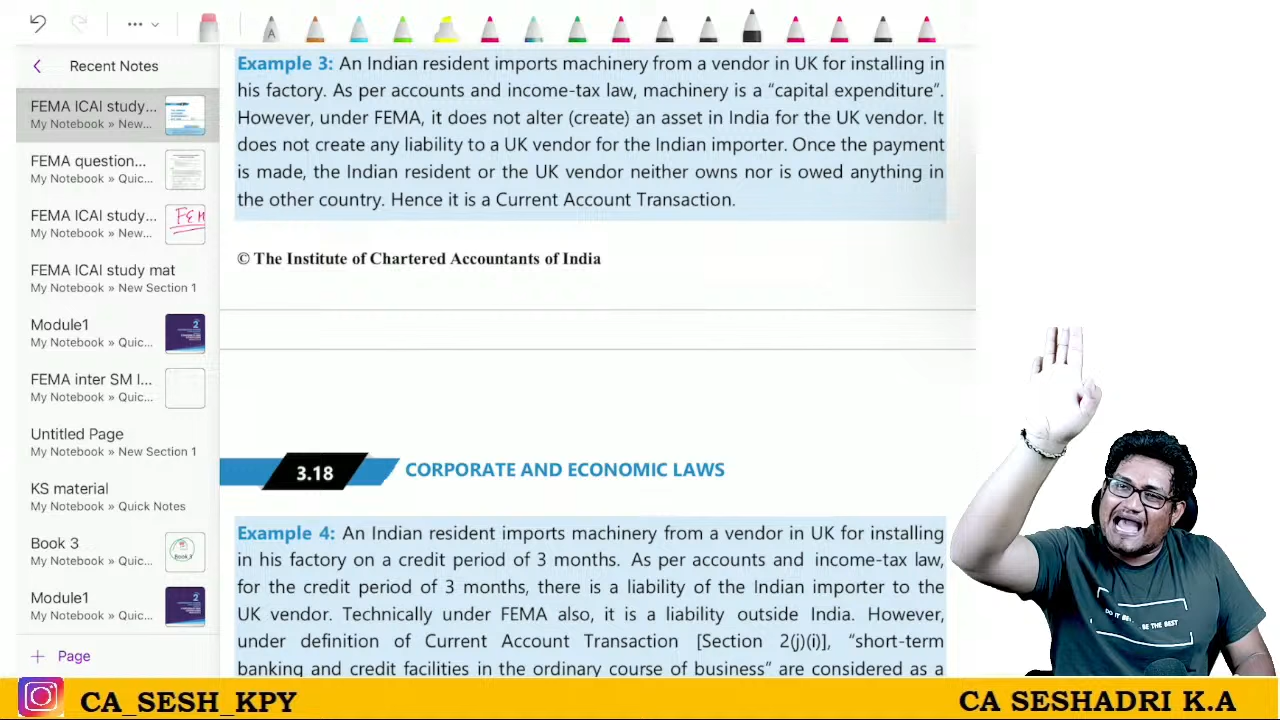 Recent Notes
FEMA ICAI study...
My Notebook » New...
FEMA question...
My Notebook » Quic...
FEMA ICAI study...
My Notebook » New...
FEMA ICAI study mat
My Notebook » New Section 1
Module1
My Notebook » Quic...
FEMA inter SM I...
My Notebook » Quic...
Untitled Page
My Notebook » New Section 1
KS material
My Notebook » Quick Notes
Book 3
My Notebook » Quic...
Module1
My Notebook » Quic...
+ Page
A
FEM
2
Book 3
2
Example 3: An Indian resident imports machinery from a vendor in UK for installing in
his factory. As per accounts and income-tax law, machinery is a “capital expenditure”.
However, under FEMA, it does not alter (create) an asset in India for the UK vendor. It
does not create any liability to a UK vendor for the Indian importer. Once the payment
is made, the Indian resident or the UK vendor neither owns nor is owed anything in
the other country. Hence it is a Current Account Transaction.
© The Institute of Chartered Accountants of India
3.18 CORPORATE AND ECONOMIC LAWS
Example 4: An Indian resident imports machinery from a vendor in UK for installing
in his factory on a credit period of 3 months. As per accounts and income-tax law,
for the credit period of 3 months, there is a liability of the Indian importer to the
UK vendor. Technically under FEMA also, it is a liability outside India. However,
under definition of Current Account Transaction [Section 2(j)(i)], “short-term
banking and credit facilities in the ordinary course of business” are considered as a
DO IT
BE THE BEST
CA_SESH_KPY
CA SESHADRI K.A